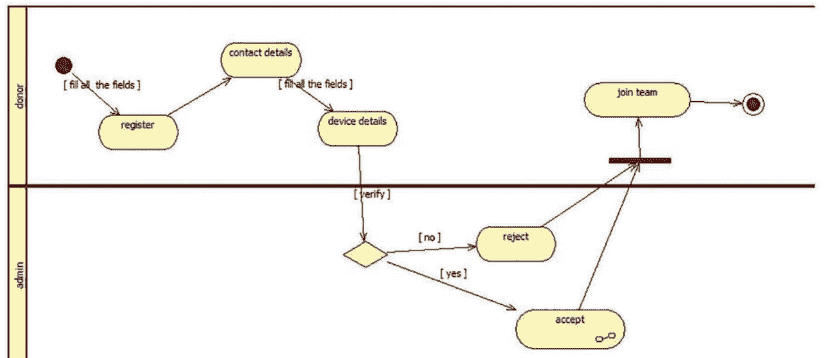 donor
contact details
[ fill all the fields ]
[ fill all the fields ]
register
device details
join team
admin
[ verify ]
[ no ]
reject
[ yes ]
accept